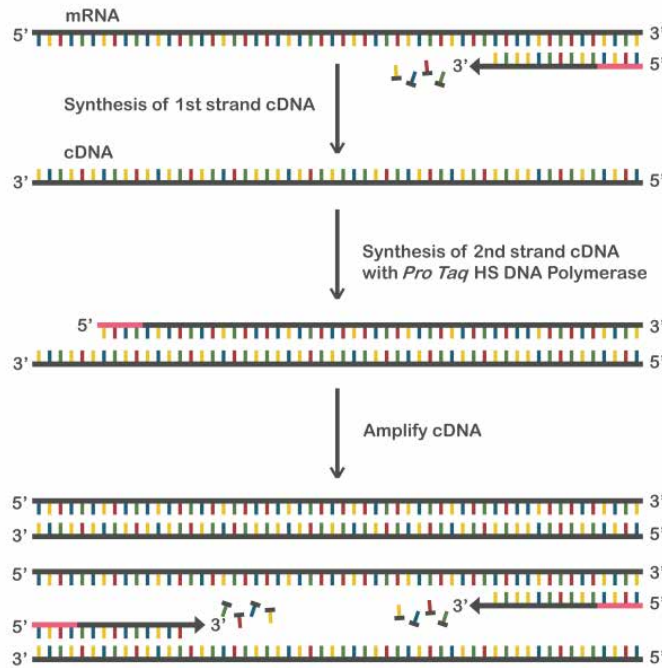 mRNA
5’ 3’
3’ 5’
Synthesis of 1st strand cDNA
cDNA
3’ 5’
Synthesis of 2nd strand cDNA
with Pro Taq HS DNA Polymerase
5’ 3’
3’ 5’
Amplify cDNA
5’ 3’
3’ 5’
5’ 3’
3’ 5’
5’ 3’
3’ 5’